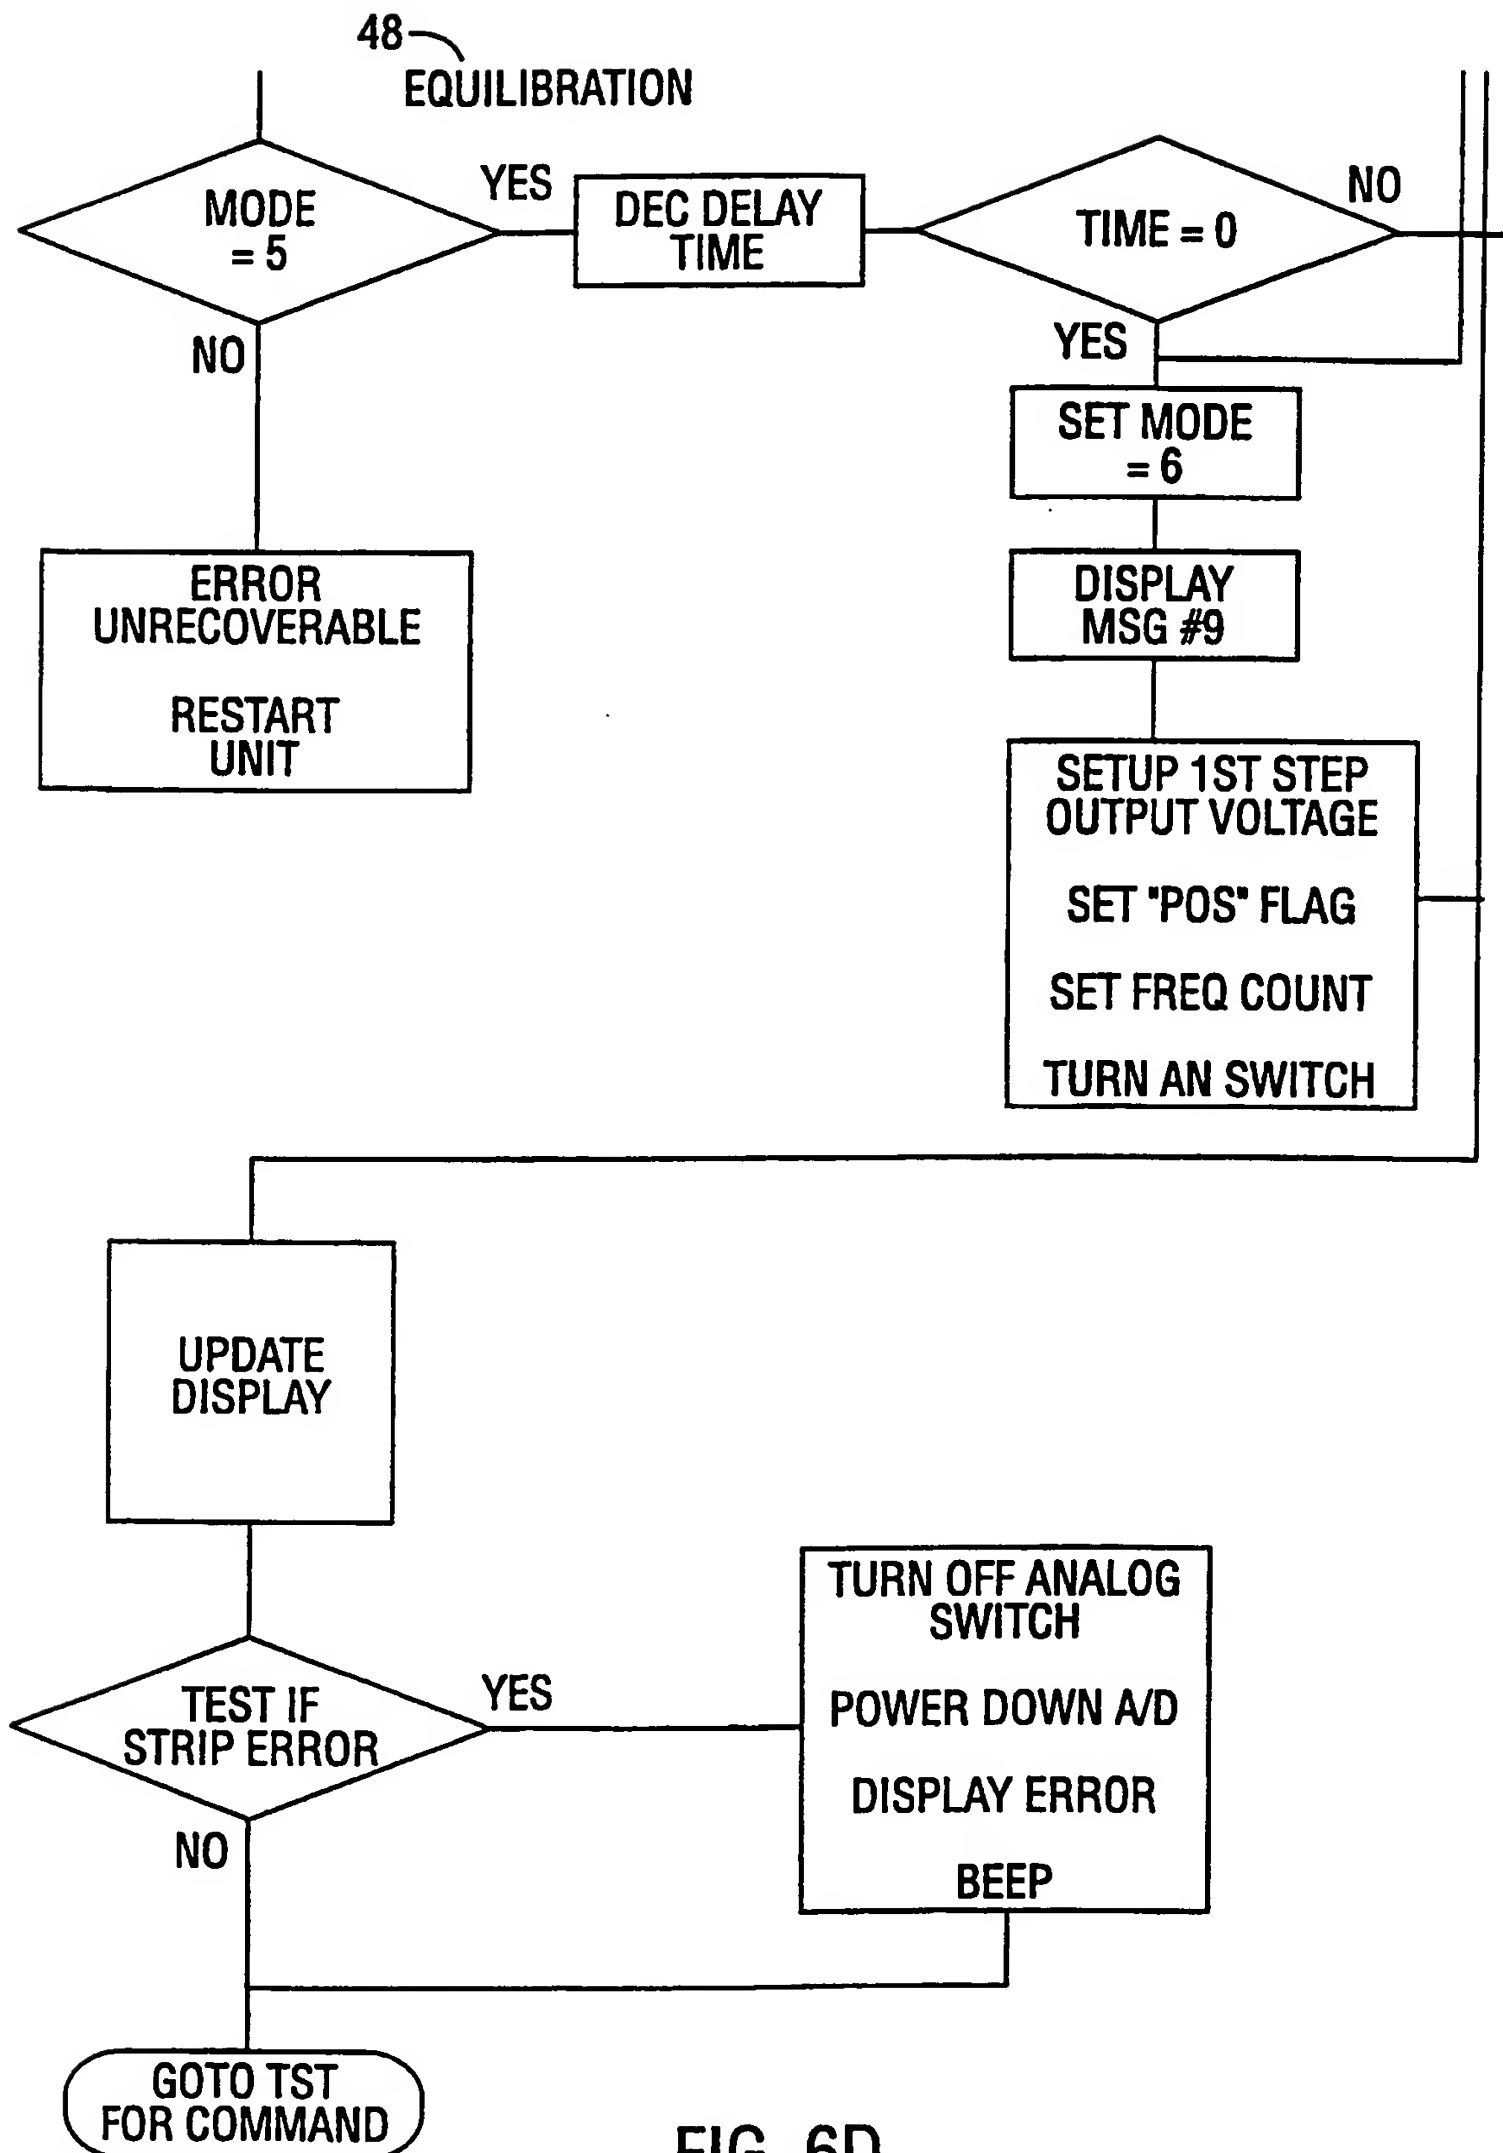 48
EQUILIBRATION
MODE
= 5
YES
DEC DELAY
TIME
TIME = 0
NO
NO
YES
SET MODE
= 6
DISPLAY
MSG #9
ERROR
UNRECOVERABLE
RESTART
UNIT
SETUP 1ST STEP
OUTPUT VOLTAGE
SET "POS" FLAG
SET FREQ COUNT
TURN AN SWITCH
UPDATE
DISPLAY
TEST IF
STRIP ERROR
YES
NO
TURN OFF ANALOG
SWITCH
POWER DOWN A/D
DISPLAY ERROR
BEEP
GOTO TST
FOR COMMAND
FIG. 6D